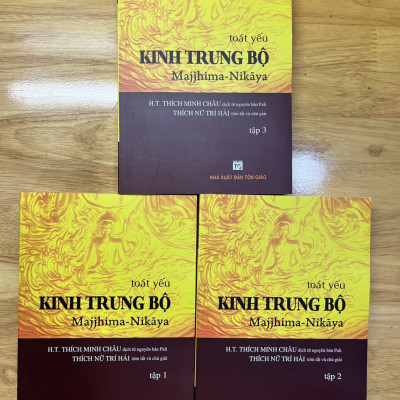 toát yếu
KINH TRUNG BỘ
Majjhima-Nikāya
H.T. THÍCH MINH CHÂU dịch từ nguyên bản Pali
THÍCH NỮ TRÍ HẢI tóm tắt và chú giải
tập 3
NHÀ XUẤT BẢN TÔN GIÁO
toát yếu
KINH TRUNG BỘ
Majjhima-Nikāya
H.T. THÍCH MINH CHÂU dịch từ nguyên bản Pali
THÍCH NỮ TRÍ HẢI tóm tắt và chú giải
tập 1
toát yếu
KINH TRUNG BỘ
Majjhima-Nikāya
H.T. THÍCH MINH CHÂU dịch từ nguyên bản Pali
THÍCH NỮ TRÍ HẢI tóm tắt và chú giải
tập 2